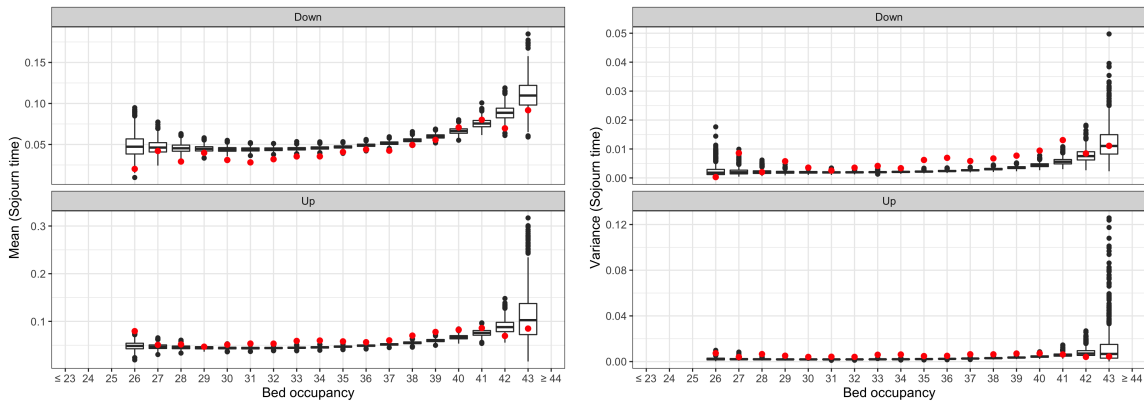 Down
0.15
0.10
0.05
Up
0.3
0.2
0.1
≤ 23 24 25 26 27 28 29 30 31 32 33 34 35 36 37 38 39 40 41 42 43 ≥ 44
Bed occupancy
Mean (Sojourn time)
Down
0.05
0.04
0.03
0.02
0.01
0.00
Up
0.12
0.08
0.04
0.00
≤ 23 24 25 26 27 28 29 30 31 32 33 34 35 36 37 38 39 40 41 42 43 ≥ 44
Bed occupancy
Variance (Sojourn time)